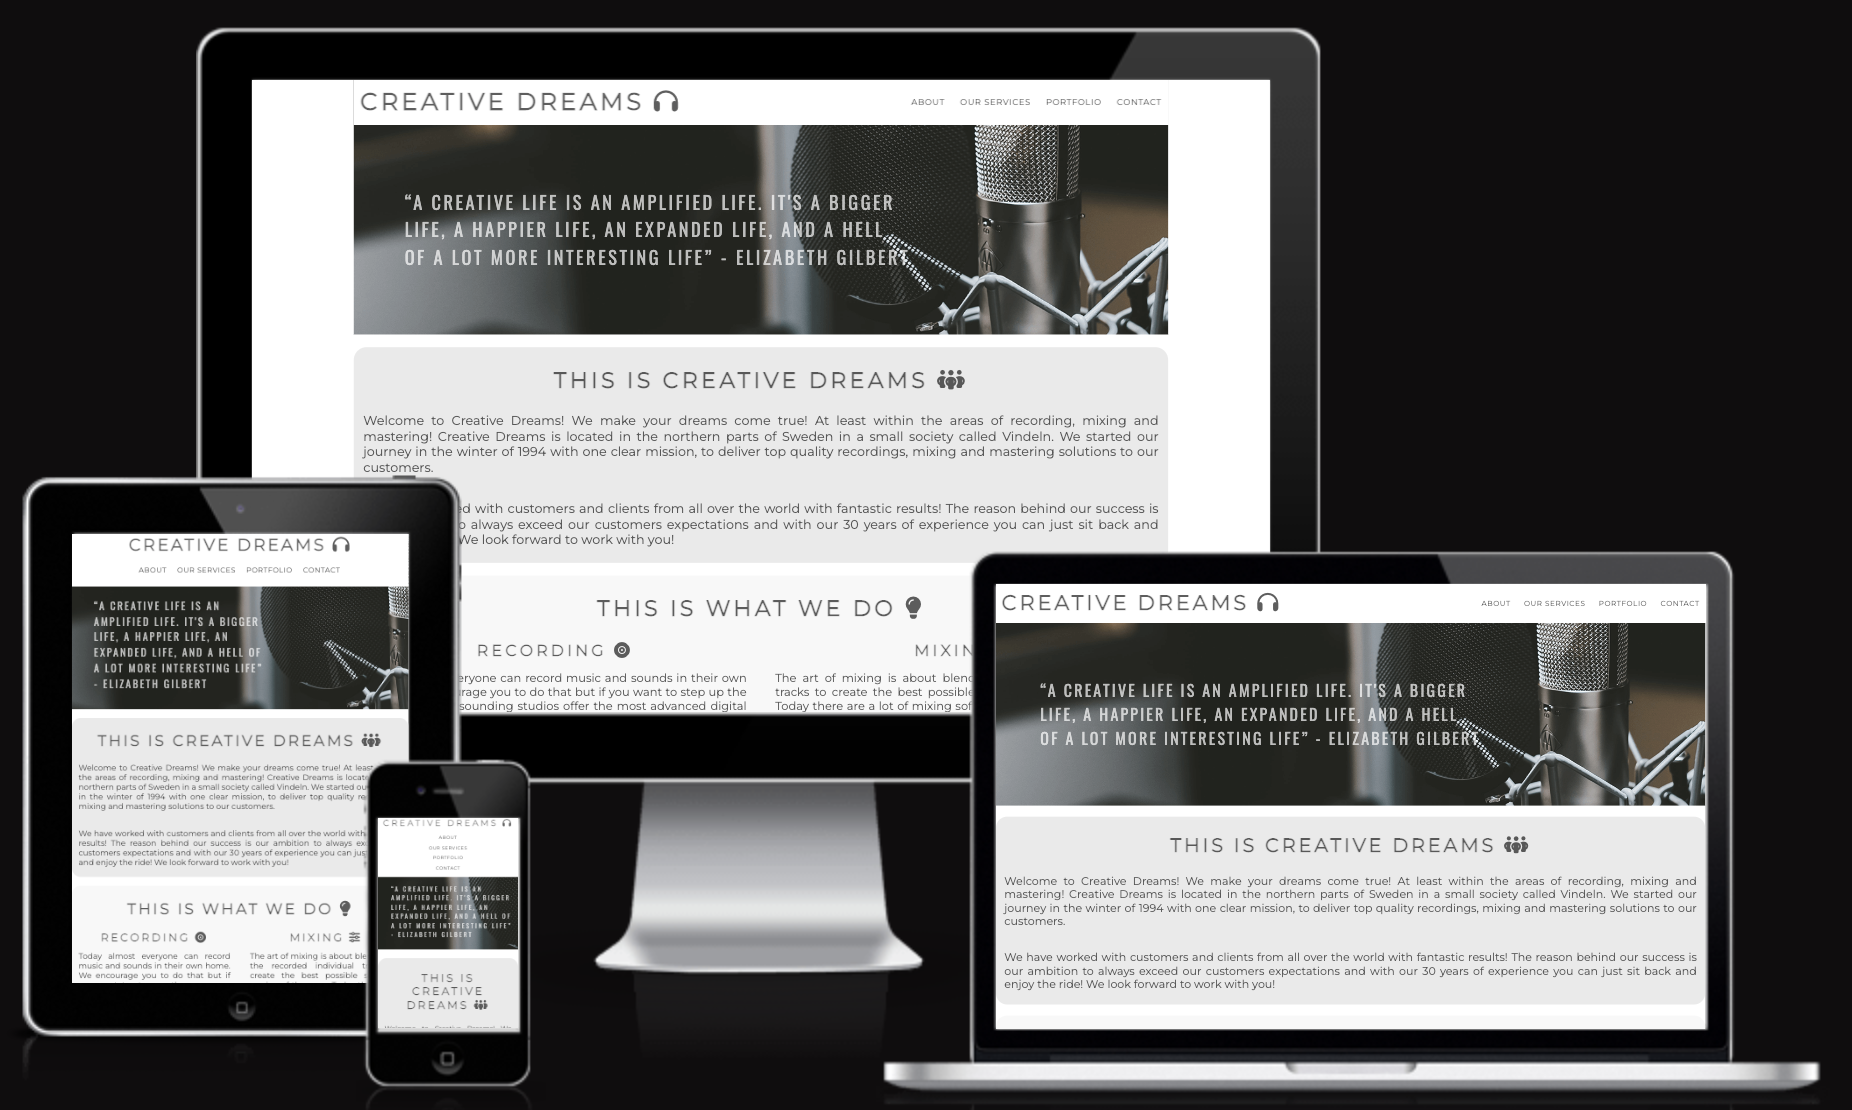 CREATIVE DREAMS
ABOUT OUR SERVICES PORTFOLIO CONTACT
“A CREATIVE LIFE IS AN AMPLIFIED LIFE. IT'S A BIGGER
LIFE, A HAPPIER LIFE, AN EXPANDED LIFE, AND A HELL
OF A LOT MORE INTERESTING LIFE” - ELIZABETH GILBERT
THIS IS CREATIVE DREAMS
Welcome to Creative Dreams! We make your dreams come true! At least within the areas of recording, mixing and
mastering! Creative Dreams is located in the northern parts of Sweden in a small society called Vindeln. We started our
journey in the winter of 1994 with one clear mission, to deliver top quality recordings, mixing and mastering solutions to our
customers.
with customers and clients from all over the world with fantastic results! The reason behind our success is
always exceed our customers expectations and with our 30 years of experience you can just sit back and
We look forward to work with you!
THIS IS WHAT WE DO
RECORDING
eryone can record music and sounds in their own
rage you to do that but if you want to step up the
sounding studios offer the most advanced digital
MIXIN
The art of mixing is about blend
tracks to create the best possible
Today there are a lot of mixing sof
CREATIVE DREAMS
ABOUT OUR SERVICES PORTFOLIO CONTACT
“A CREATIVE LIFE IS AN
AMPLIFIED LIFE. IT'S A BIGGER
LIFE, A HAPPIER LIFE, AN
EXPANDED LIFE, AND A HELL OF
A LOT MORE INTERESTING LIFE”
- ELIZABETH GILBERT
THIS IS CREATIVE DREAMS
Welcome to Creative Dreams! We make your dreams come true! At least
the areas of recording, mixing and mastering! Creative Dreams is locate
northern parts of Sweden in a small society called Vindeln. We started ou
in the winter of 1994 with one clear mission, to deliver top quality re
mixing and mastering solutions to our customers.
We have worked with customers and clients from all over the world with
results! The reason behind our success is our ambition to always ex
customers expectations and with our 30 years of experience you can jus
and enjoy the ride! We look forward to work with you!
THIS IS WHAT WE DO
RECORDING
Today almost everyone can record
music and sounds in their own home.
We encourage you to do that but if
MIXING
The art of mixing is about ble
the recorded individual t
create the best possible s
CREATIVE DREAMS
ABOUT
OUR SERVICES
PORTFOLIO
CONTACT
“A CREATIVE LIFE IS AN
AMPLIFIED LIFE. IT'S A BIGGER
LIFE, A HAPPIER LIFE, AN
EXPANDED LIFE, AND A HELL OF
A LOT MORE INTERESTING LIFE”
- ELIZABETH GILBERT
THIS IS
CREATIVE
DREAMS
Welcome to Creative Dreams! We
CREATIVE DREAMS
ABOUT OUR SERVICES PORTFOLIO CONTACT
“A CREATIVE LIFE IS AN AMPLIFIED LIFE. IT'S A BIGGER
LIFE, A HAPPIER LIFE, AN EXPANDED LIFE, AND A HELL
OF A LOT MORE INTERESTING LIFE” - ELIZABETH GILBERT
THIS IS CREATIVE DREAMS
Welcome to Creative Dreams! We make your dreams come true! At least within the areas of recording, mixing and
mastering! Creative Dreams is located in the northern parts of Sweden in a small society called Vindeln. We started our
journey in the winter of 1994 with one clear mission, to deliver top quality recordings, mixing and mastering solutions to our
customers.
We have worked with customers and clients from all over the world with fantastic results! The reason behind our success is
our ambition to always exceed our customers expectations and with our 30 years of experience you can just sit back and
enjoy the ride! We look forward to work with you!